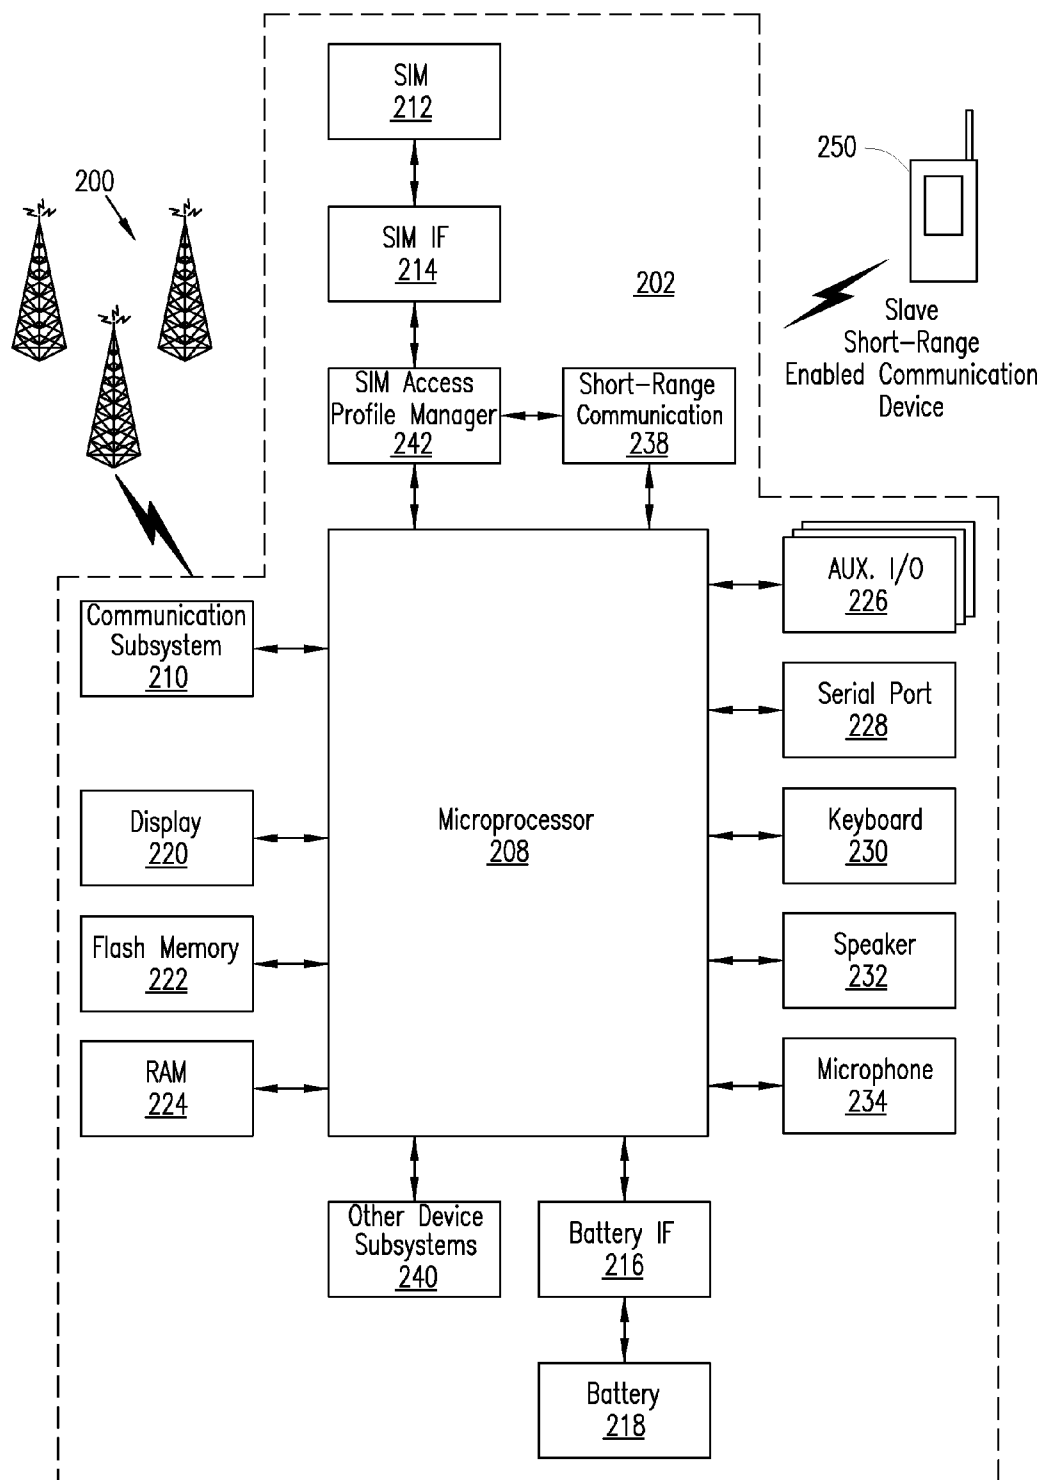 SIM
212
200
250
SIM IF
214
202
Slave
Short-Range
Enabled Communication
Device
SIM Access
Profile Manager
242
Short-Range
Communication
238
AUX. I/O
226
Communication
Subsystem
210
Serial Port
228
Display
220
Microprocessor
208
Keyboard
230
Flash Memory
222
Speaker
232
RAM
224
Microphone
234
Other Device
Subsystems
240
Battery IF
216
Battery
218